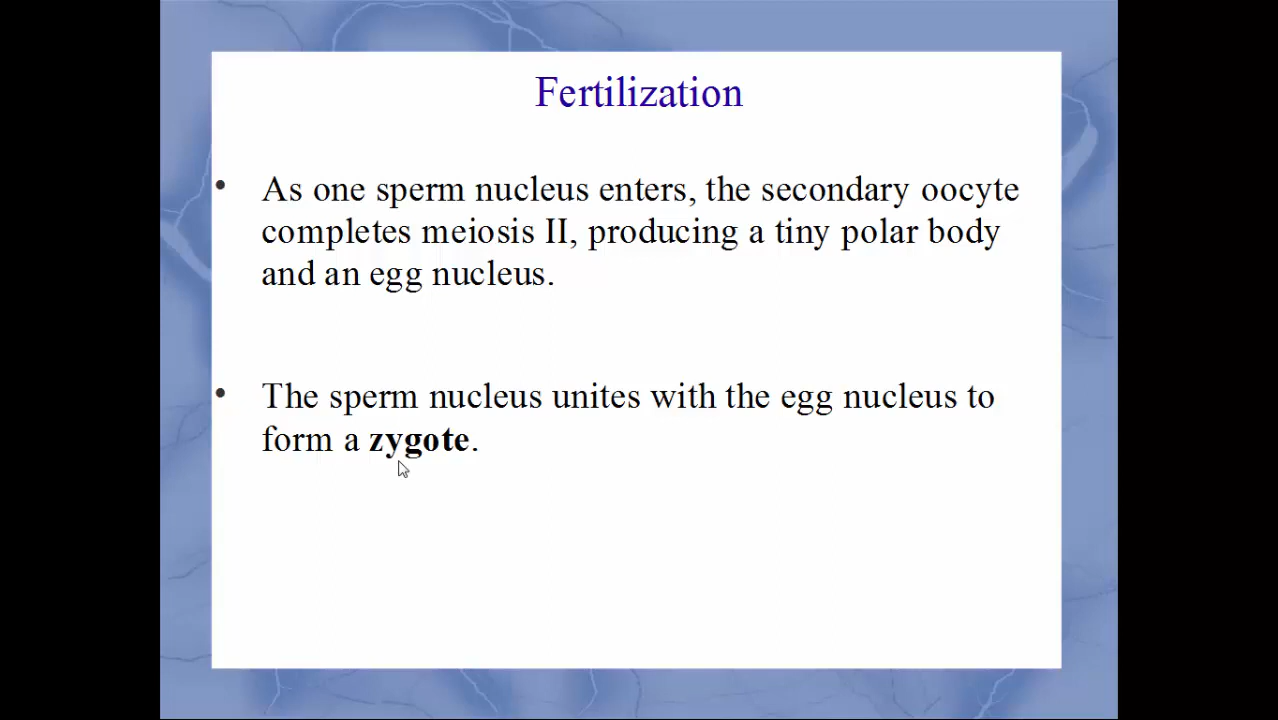 Fertilization
• As one sperm nucleus enters, the secondary oocyte
completes meiosis II, producing a tiny polar body
and an egg nucleus.
• The sperm nucleus unites with the egg nucleus to
form a zygote.